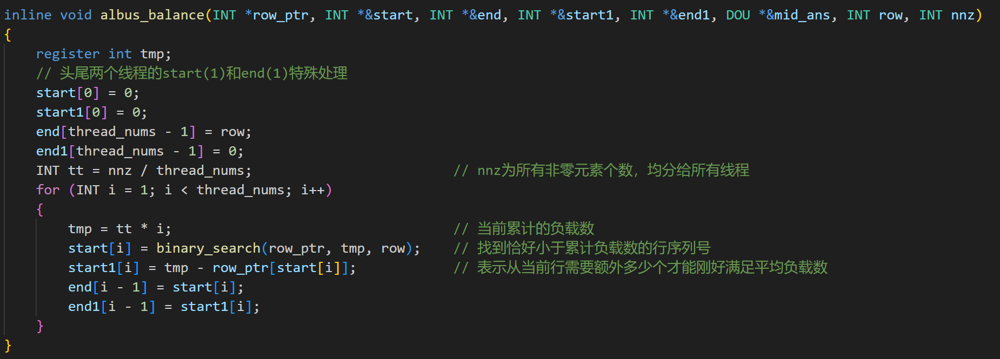 inline void albus_balance(INT *row_ptr, INT *&start, INT *&end, INT *&start1, INT *&end1, DOU *&mid_ans, INT row, INT nnz)
{
    register int tmp;
    // 头尾两个线程的start(1)和end(1)特殊处理
    start[0] = 0;
    start1[0] = 0;
    end[thread_nums - 1] = row;
    end1[thread_nums - 1] = 0;
    INT tt = nnz / thread_nums;                         // nnz为所有非零元素个数，均分给所有线程
    for (INT i = 1; i < thread_nums; i++)
    {
        tmp = tt * i;                                   // 当前累计的负载数
        start[i] = binary_search(row_ptr, tmp, row);    // 找到恰好小于累计负载数的行序列号
        start1[i] = tmp - row_ptr[start[i]];            // 表示从当前行需要额外多少个才能刚好满足平均负载数
        end[i - 1] = start[i];
        end1[i - 1] = start1[i];
    }
}